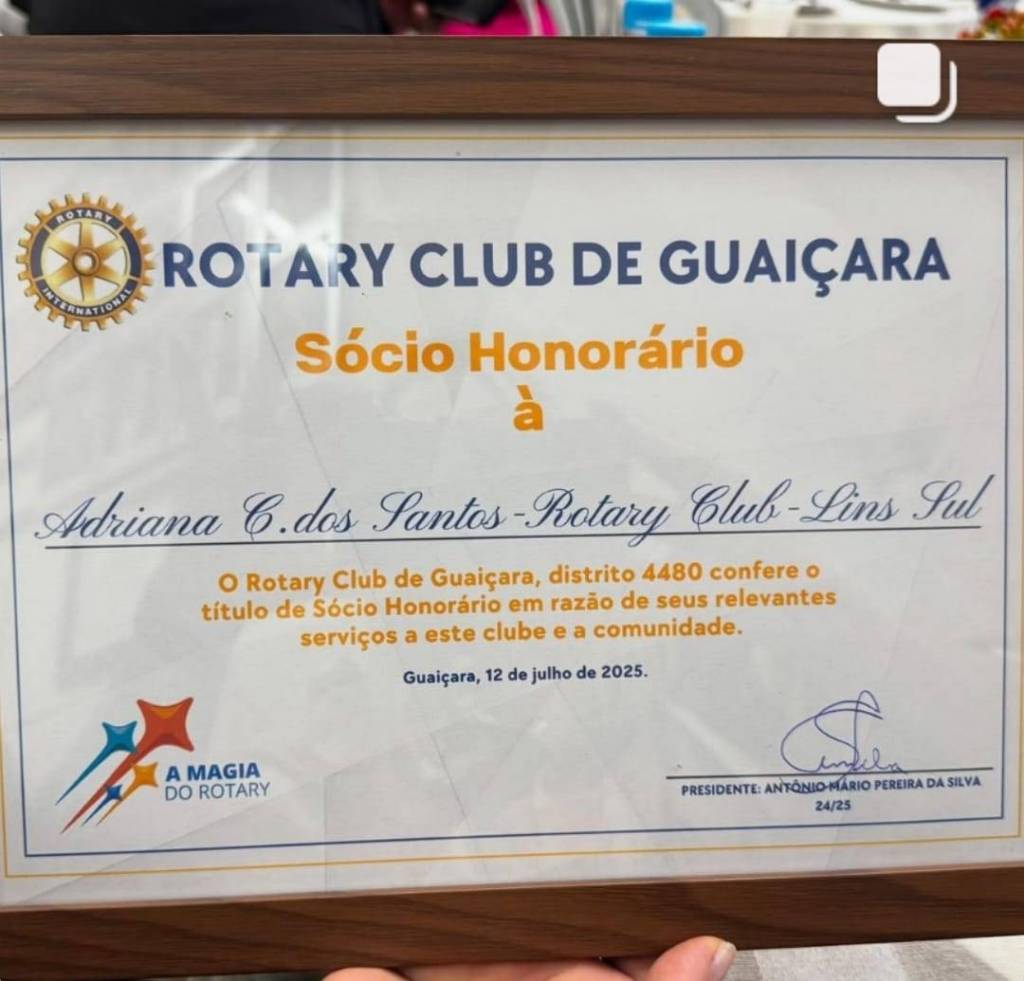 ROTARY
INTERNATIONAL
ROTARY CLUB DE GUAIÇARA
Sócio Honorário
à
Adriana C.dos Santos-Rotary Club-Lins Sul
O Rotary Club de Guaiçara, distrito 4480 confere o
título de Sócio Honorário em razão de seus relevantes
serviços a este clube e a comunidade.
Guaiçara, 12 de julho de 2025.
A MAGIA
DO ROTARY
PRESIDENTE: ANTÔNIO MÁRIO PEREIRA DA SILVA
24/25